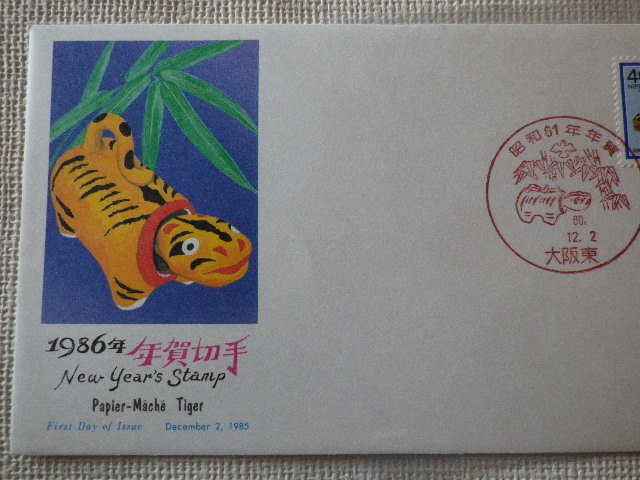 1986年 年賀切手
New Year's Stamp
Papier-Mâché Tiger
First Day of Issue December 2, 1985
昭和61年年賀
60.
12.2
大阪東